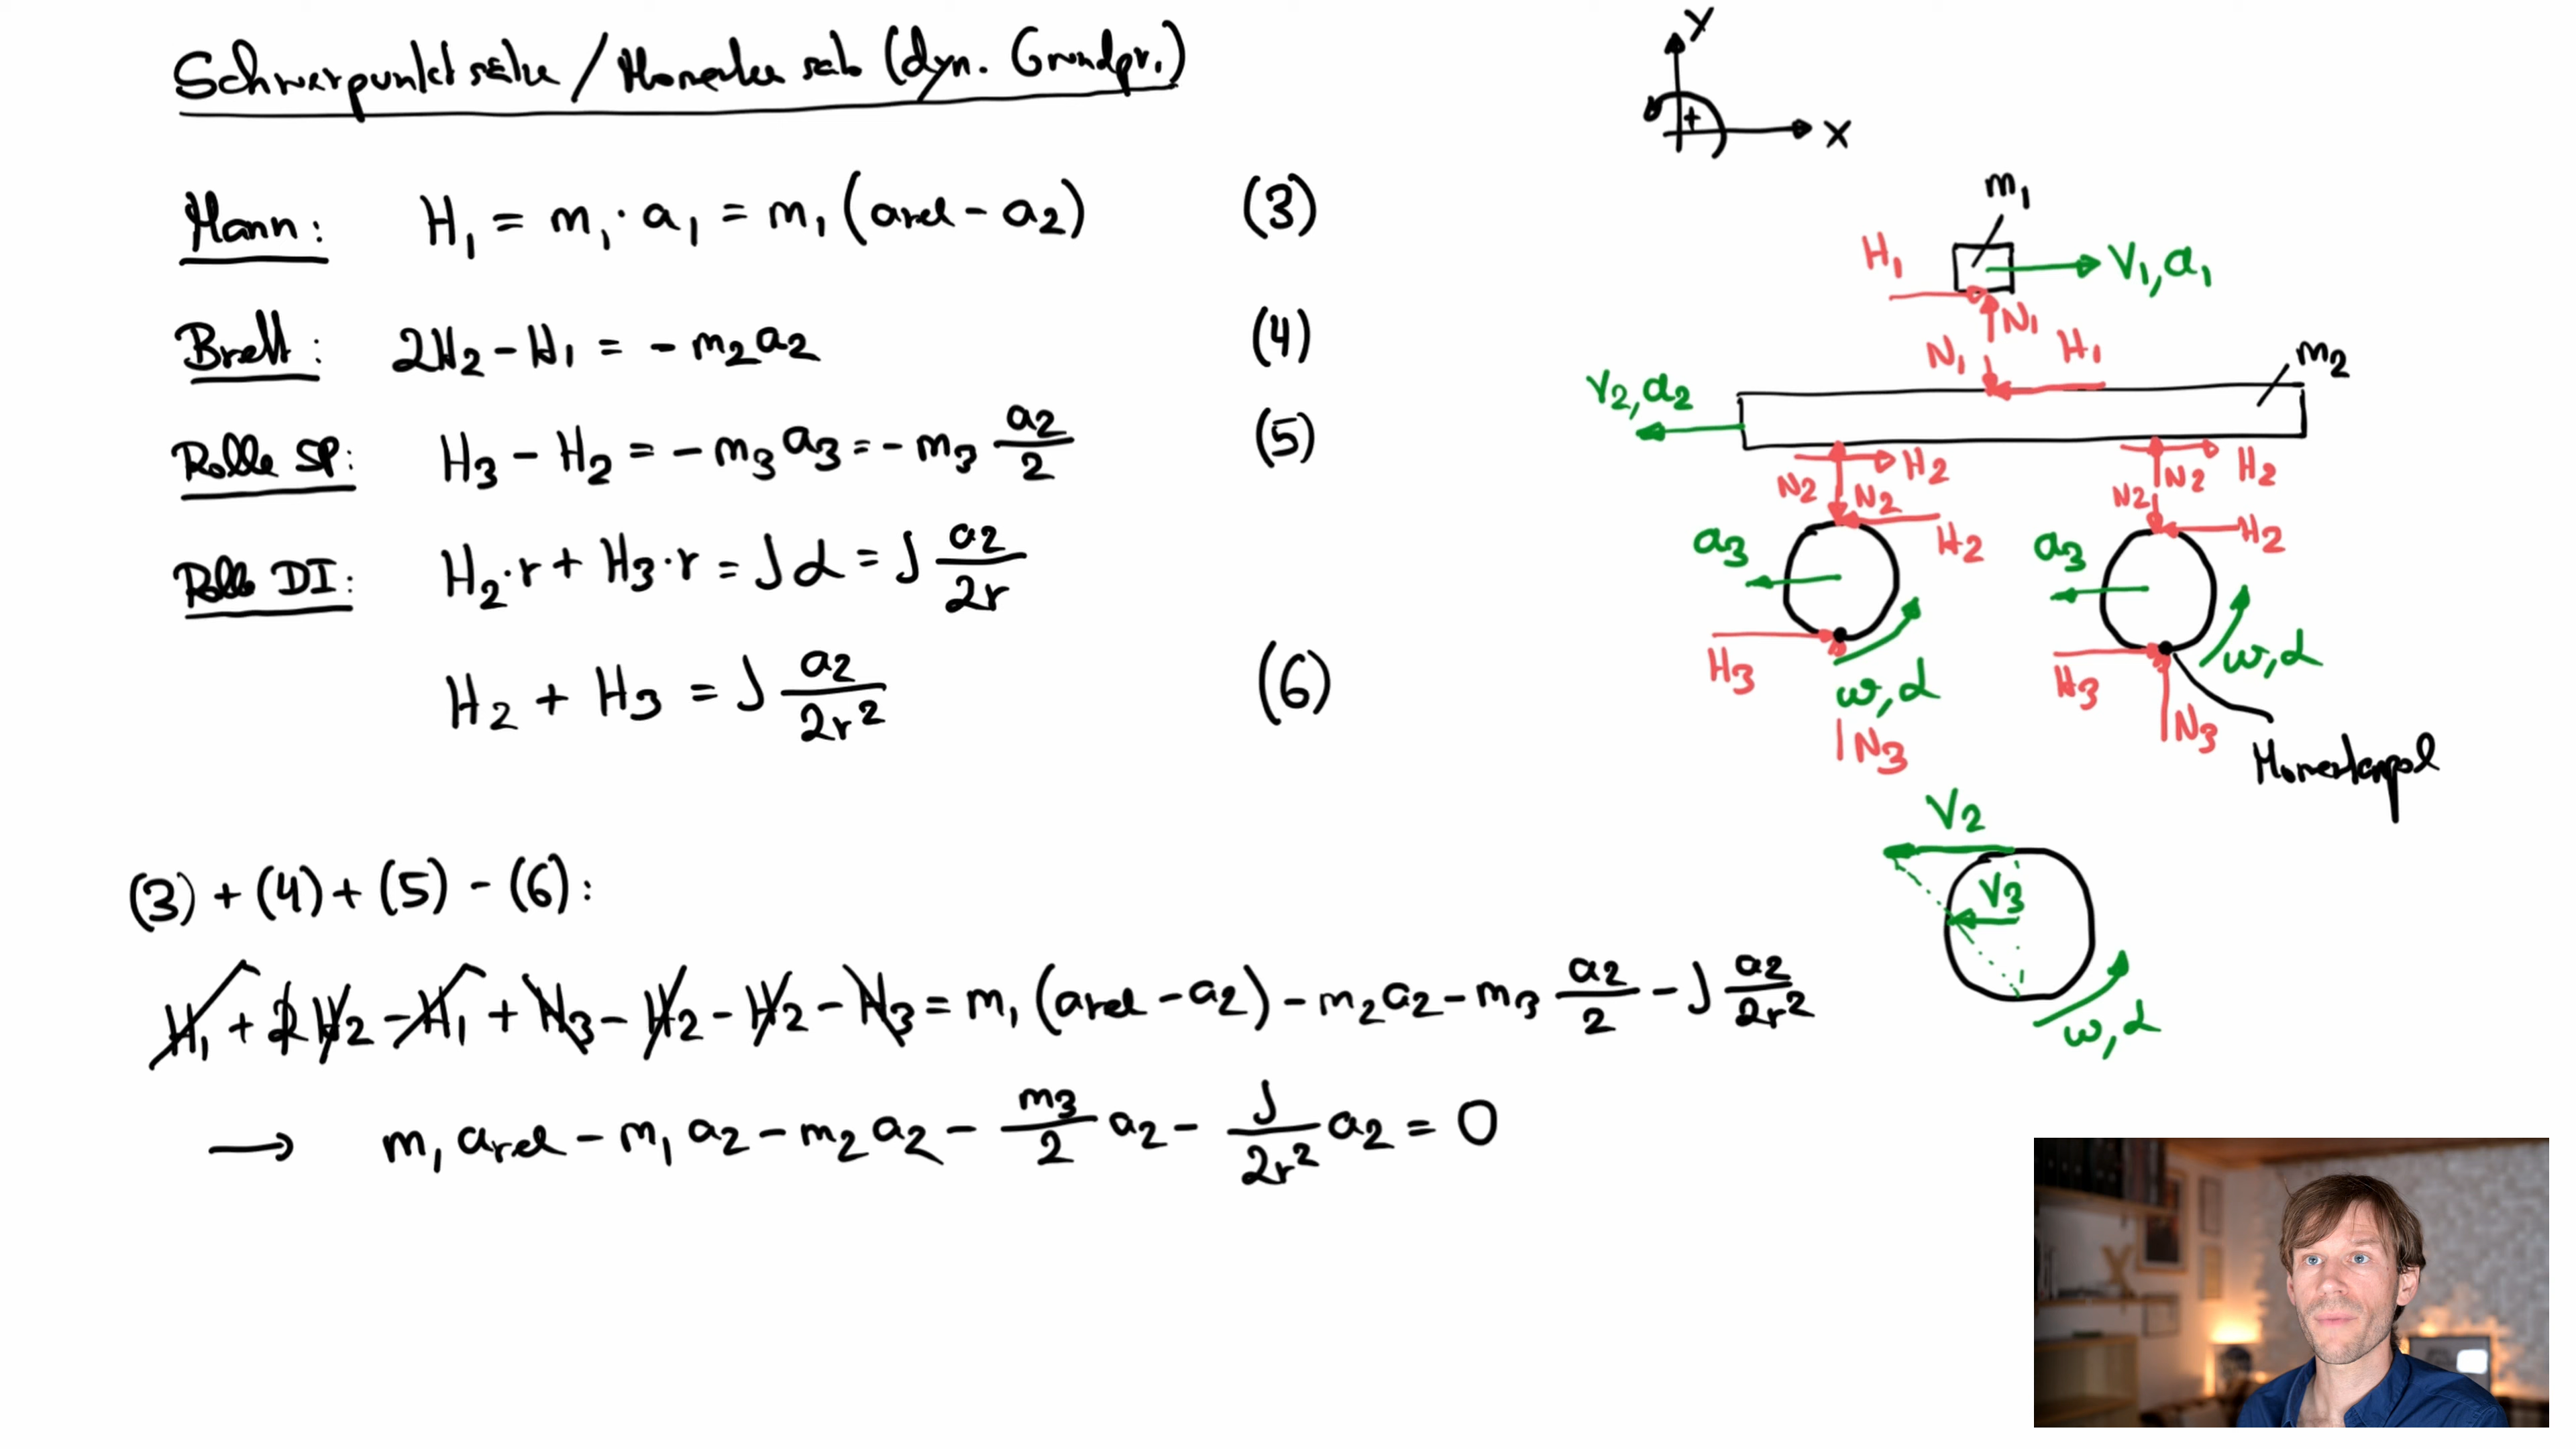 Schwerpunktsätze / Momentensatz (dyn. Grundgr.)
Mann: H₁ = m₁ · a₁ = m₁ (arel - a₂) (3)
Brett: 2H₂ - H₁ = - m₂a₂ (4)
Rolle SP: H₃ - H₂ = - m₃a₃ = - m₃ a₂/2 (5)
Rolle DI: H₂·r + H₃·r = Jα = J a₂/2r
H₂ + H₃ = J a₂/2r² (6)
(3) + (4) + (5) - (6):
H₁ + 2H₂ - H₁ + H₃ - H₂ - H₂ - H₃ = m₁ (arel - a₂) - m₂a₂ - m₃ a₂/2 - J a₂/2r²
→ m₁ arel - m₁ a₂ - m₂ a₂ - m₃/2 a₂ - J/2r² a₂ = 0
y
+
x
m₁
H₁
V₁, a₁
N₁
N₁
H₁
m₂
V₂, a₂
H₂
N₂
N₂
H₂
N₂
N₂
H₂
H₂
a₃
a₃
H₃
ω, α
N₃
H₃
ω, α
N₃
Momentanpol
V₂
V₃
ω, α